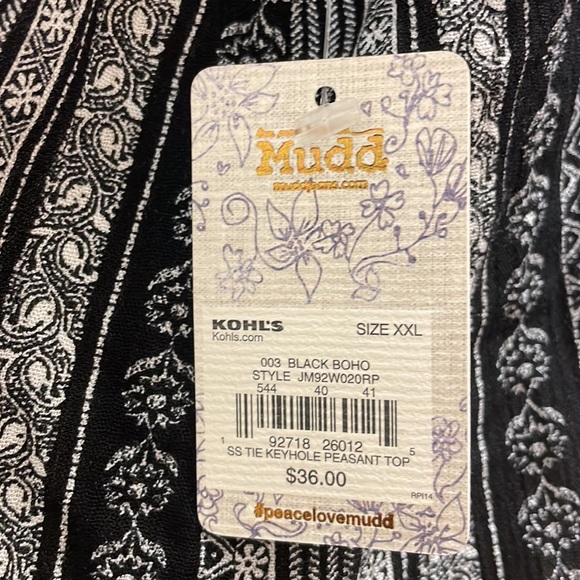 Mudd
muddjeans.com
KOHL'S SIZE XXL
Kohls.com
003 BLACK BOHO
STYLE JM92W020RP
544 40 41
1 92718 26012 5
SS TIE KEYHOLE PEASANT TOP
$36.00
RPI14
#peacelovemudd